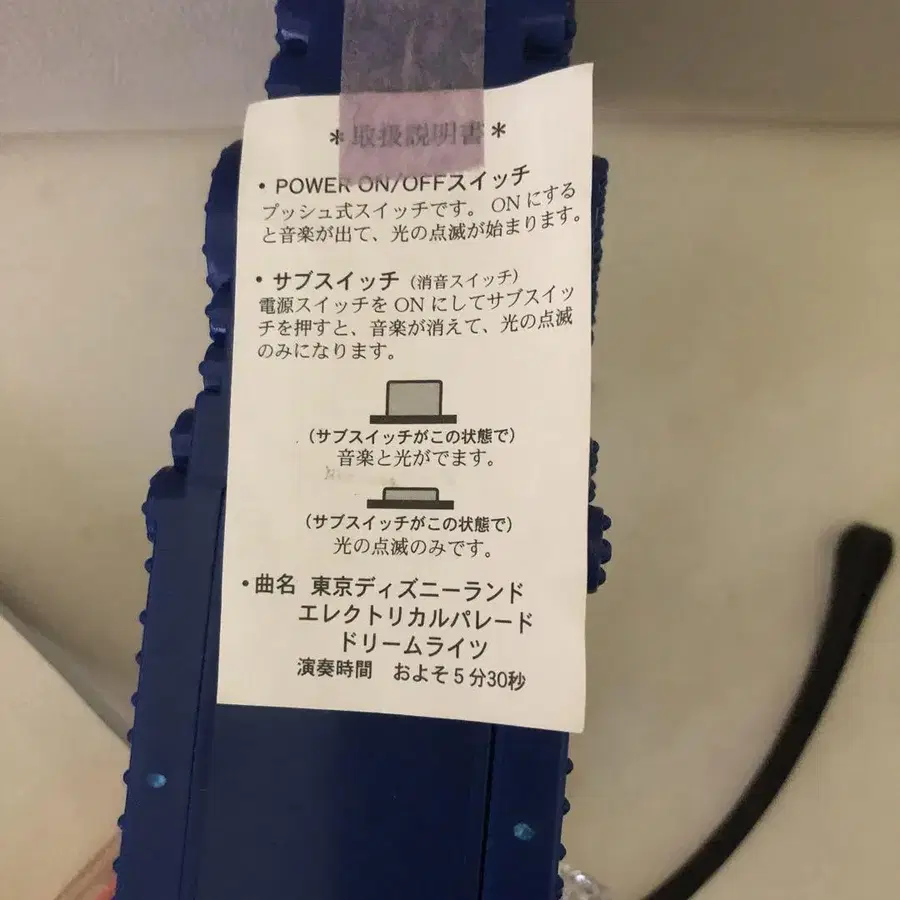 ＊取扱説明書＊
・POWER ON/OFFスイッチ
プッシュ式スイッチです。 ONにする
と音楽が出て、光の点滅が始まります。
・サブスイッチ（消音スイッチ）
電源スイッチを ON にしてサブスイッ
チを押すと、音楽が消えて、光の点滅
のみになります。
（サブスイッチがこの状態で）
音楽と光がでます。
（サブスイッチがこの状態で）
光の点滅のみです。
・曲名 東京ディズニーランド
エレクトリカルパレード
ドリームライツ
演奏時間 およそ５分30秒